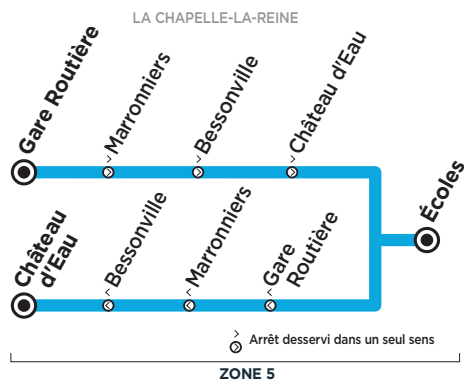 LA CHAPELLE-LA-REINE
Gare Routière
Marronniers
Bessonville
Château d'Eau
Écoles
Château
d'Eau
Bessonville
Marronniers
Gare
Routière
Arrêt desservi dans un seul sens
ZONE 5